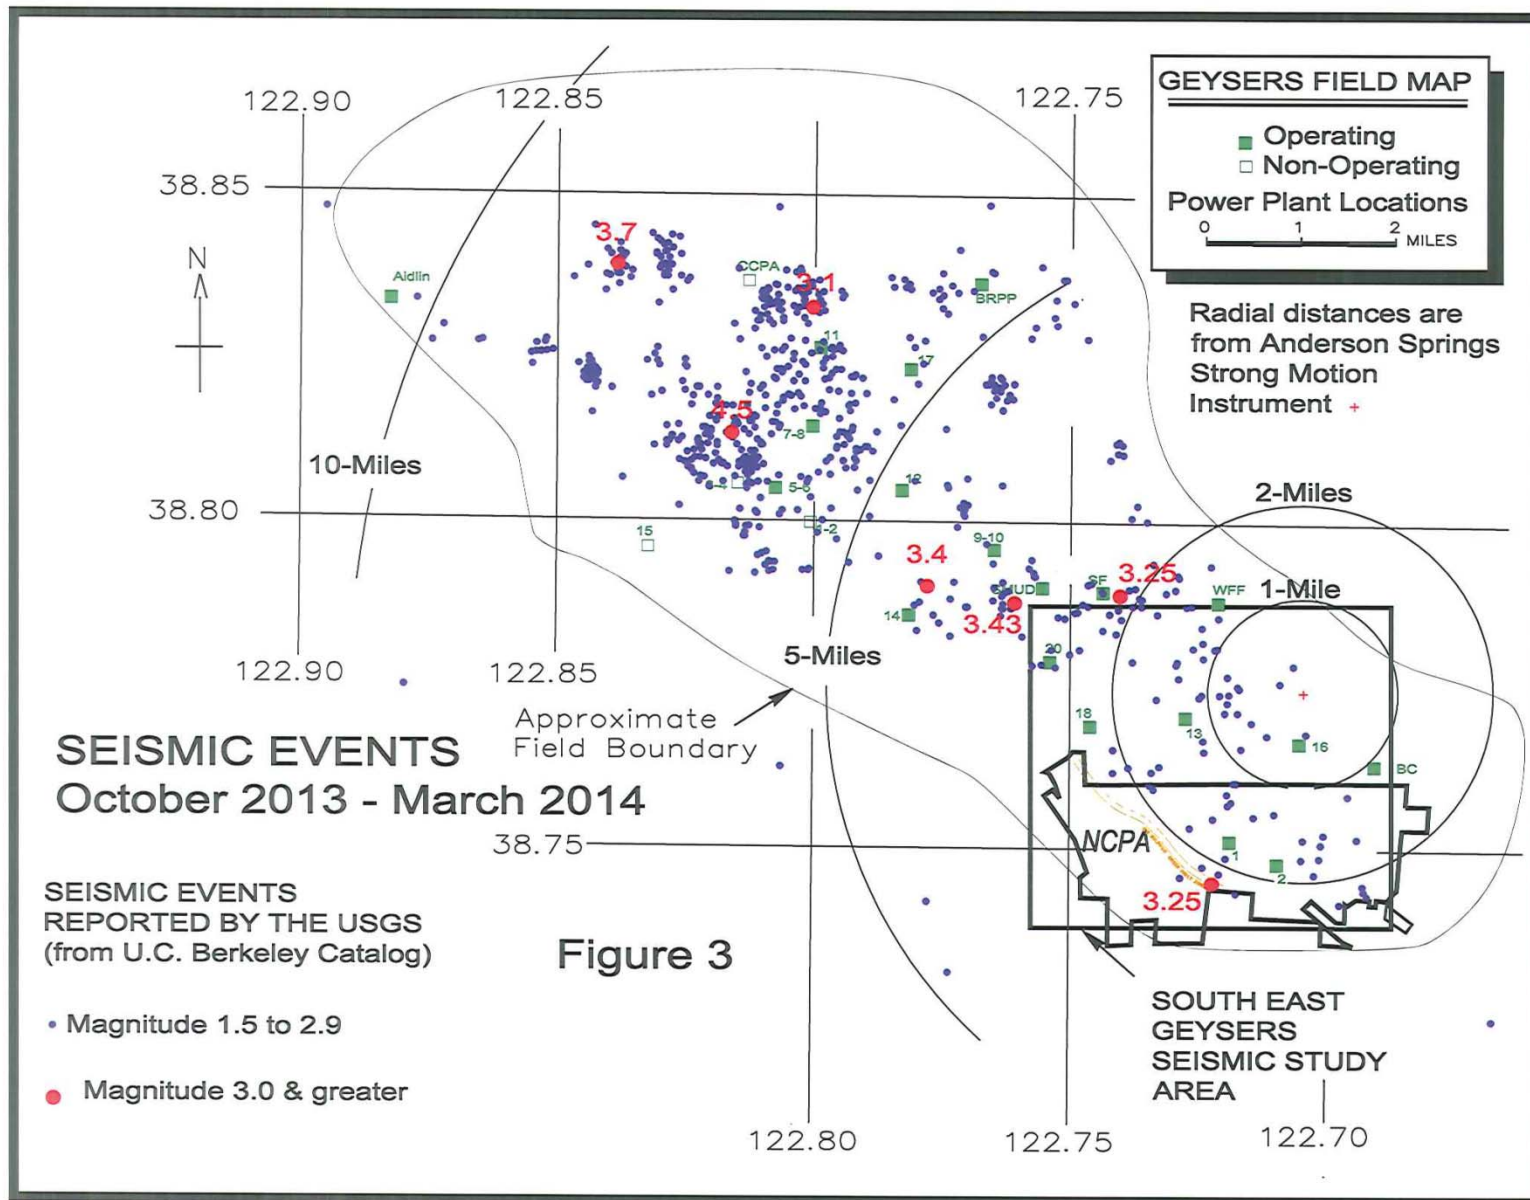 GEYSERS FIELD MAP
Operating
Non-Operating
Power Plant Locations
0 1 2 MILES
Radial distances are
from Anderson Springs
Strong Motion
Instrument +
122.90
122.85
122.75
38.85
N
3.7
CCPA
3.1
Aidlin
BRPP
11
17
4.5
7-8
10-Miles
5-6
12
2-Miles
38.80
15
9-10
3.4
SF
3.25
WFF
1-Mile
14
3.43
5-Miles
20
122.90
122.85
Approximate
Field Boundary
18
13
16
BC
SEISMIC EVENTS
October 2013 - March 2014
38.75
NCPA
1
2
3.25
SEISMIC EVENTS
REPORTED BY THE USGS
(from U.C. Berkeley Catalog)
Figure 3
Magnitude 1.5 to 2.9
Magnitude 3.0 & greater
SOUTH EAST
GEYSERS
SEISMIC STUDY
AREA
122.80
122.75
122.70